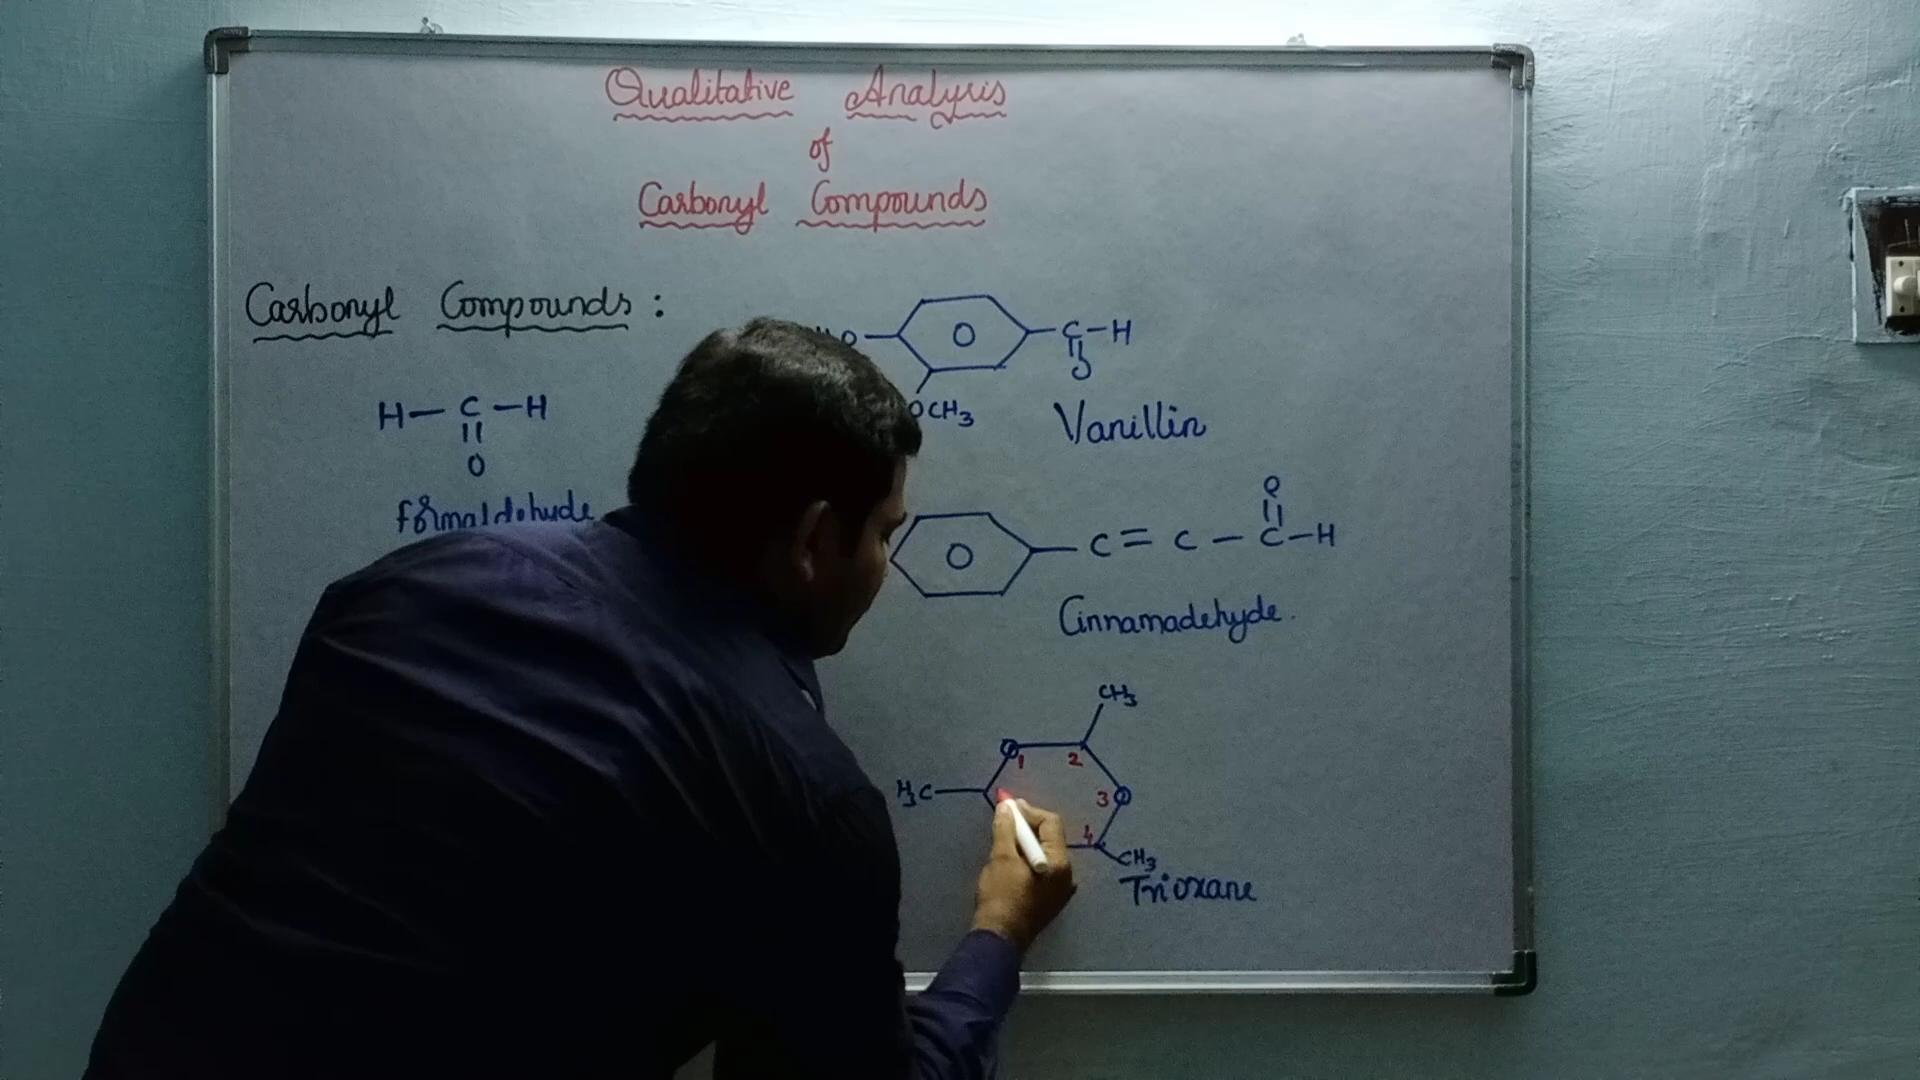 Qualitative Analysis
of
Carbonyl Compounds
Carbonyl Compounds :
H — C — H
O
Formaldehyde
O C — H
O
OCH3
Vanillin
O
O C = C — C — H
Cinnamadehyde.
CH3
1 2
H3C 3
4
CH3
Trioxane